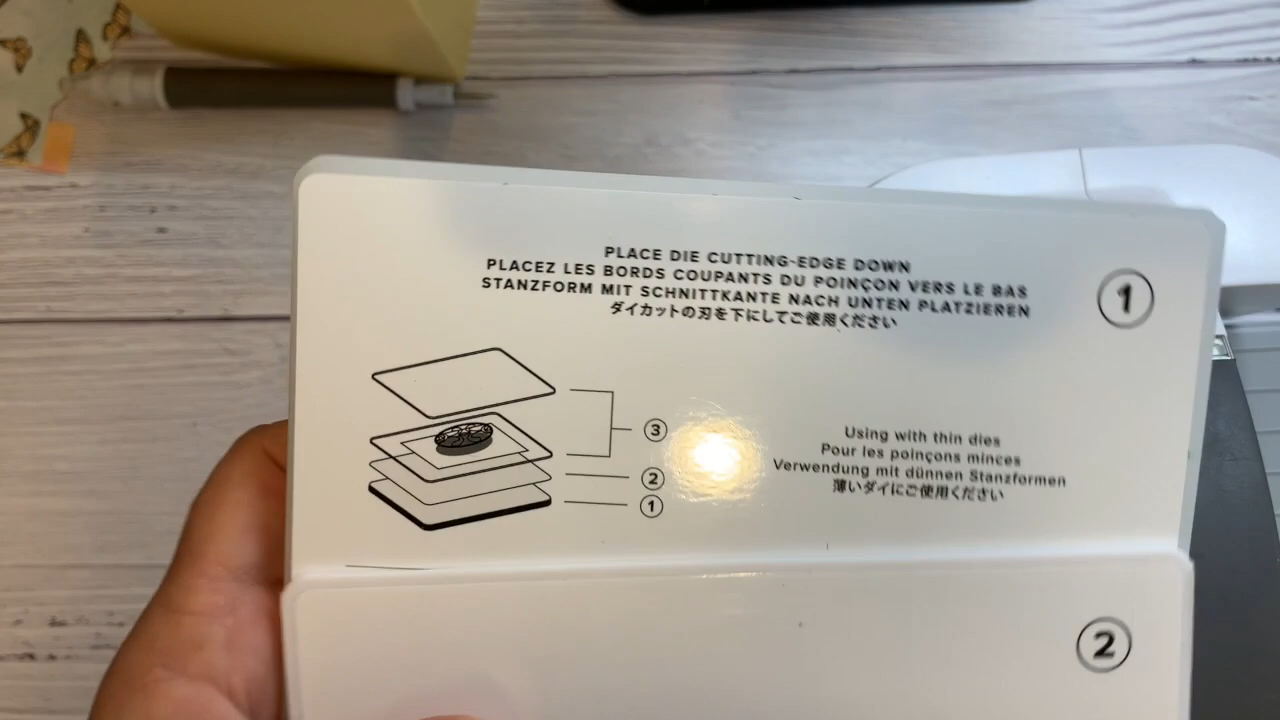 PLACE DIE CUTTING-EDGE DOWN
PLACEZ LES BORDS COUPANTS DU POINÇON VERS LE BAS
STANZFORM MIT SCHNITTKANTE NACH UNTEN PLATZIEREN
ダイカットの刃を下にしてご使用ください
1
3
2
1
Using with thin dies
Pour les poinçons minces
Verwendung mit dünnen Stanzformen
薄いダイにご使用ください
2